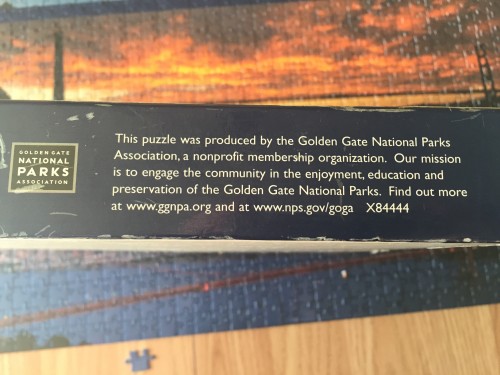 GOLDEN GATE
NATIONAL
PARKS
ASSOCIATION
This puzzle was produced by the Golden Gate National Parks
Association, a nonprofit membership organization. Our mission
is to engage the community in the enjoyment, education and
preservation of the Golden Gate National Parks. Find out more
at www.ggnpa.org and at www.nps.gov/goga X84444